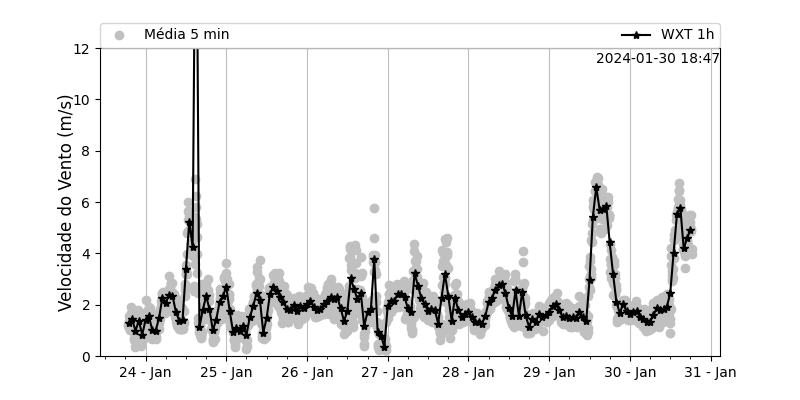 Média 5 min
WXT 1h
2024-01-30 18:47
Velocidade do Vento (m/s)
12
10
8
6
4
2
0
24 - Jan
25 - Jan
26 - Jan
27 - Jan
28 - Jan
29 - Jan
30 - Jan
31 - Jan